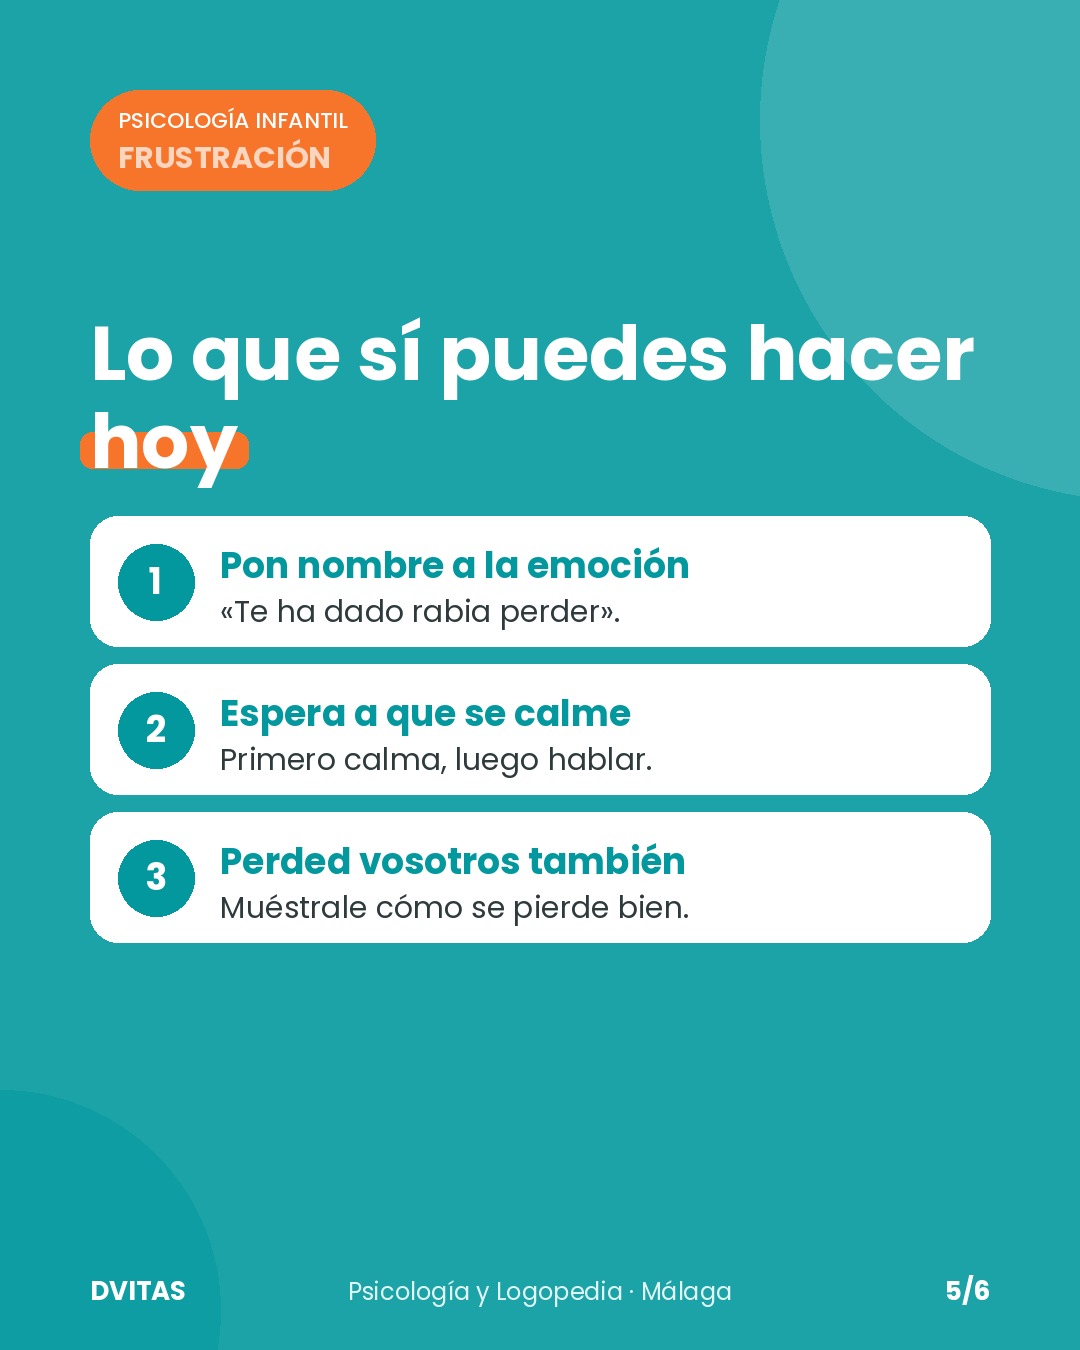 PSICOLOGÍA INFANTIL
FRUSTRACIÓN
Lo que sí puedes hacer
hoy
1
Pon nombre a la emoción
«Te ha dado rabia perder».
2
Espera a que se calme
Primero calma, luego hablar.
3
Perded vosotros también
Muéstrale cómo se pierde bien.
DVITAS
Psicología y Logopedia · Málaga
5/6